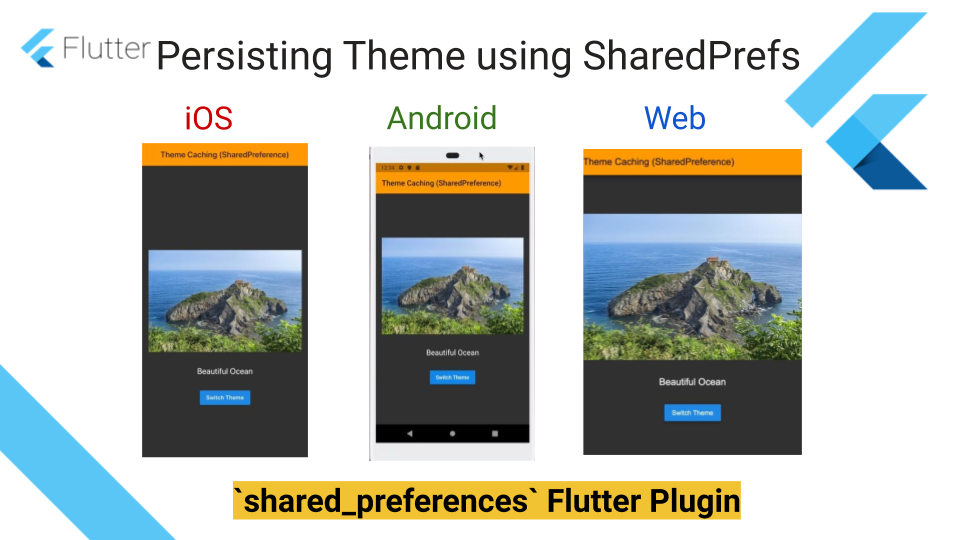 Flutter
Persisting Theme using SharedPrefs
iOS
Android
Web
Theme Caching (SharedPreference)
Beautiful Ocean
Switch Theme
12:54
Theme Caching (SharedPreference)
Beautiful Ocean
Switch Theme
Theme Caching (SharedPreference)
Beautiful Ocean
Switch Theme
`shared_preferences` Flutter Plugin